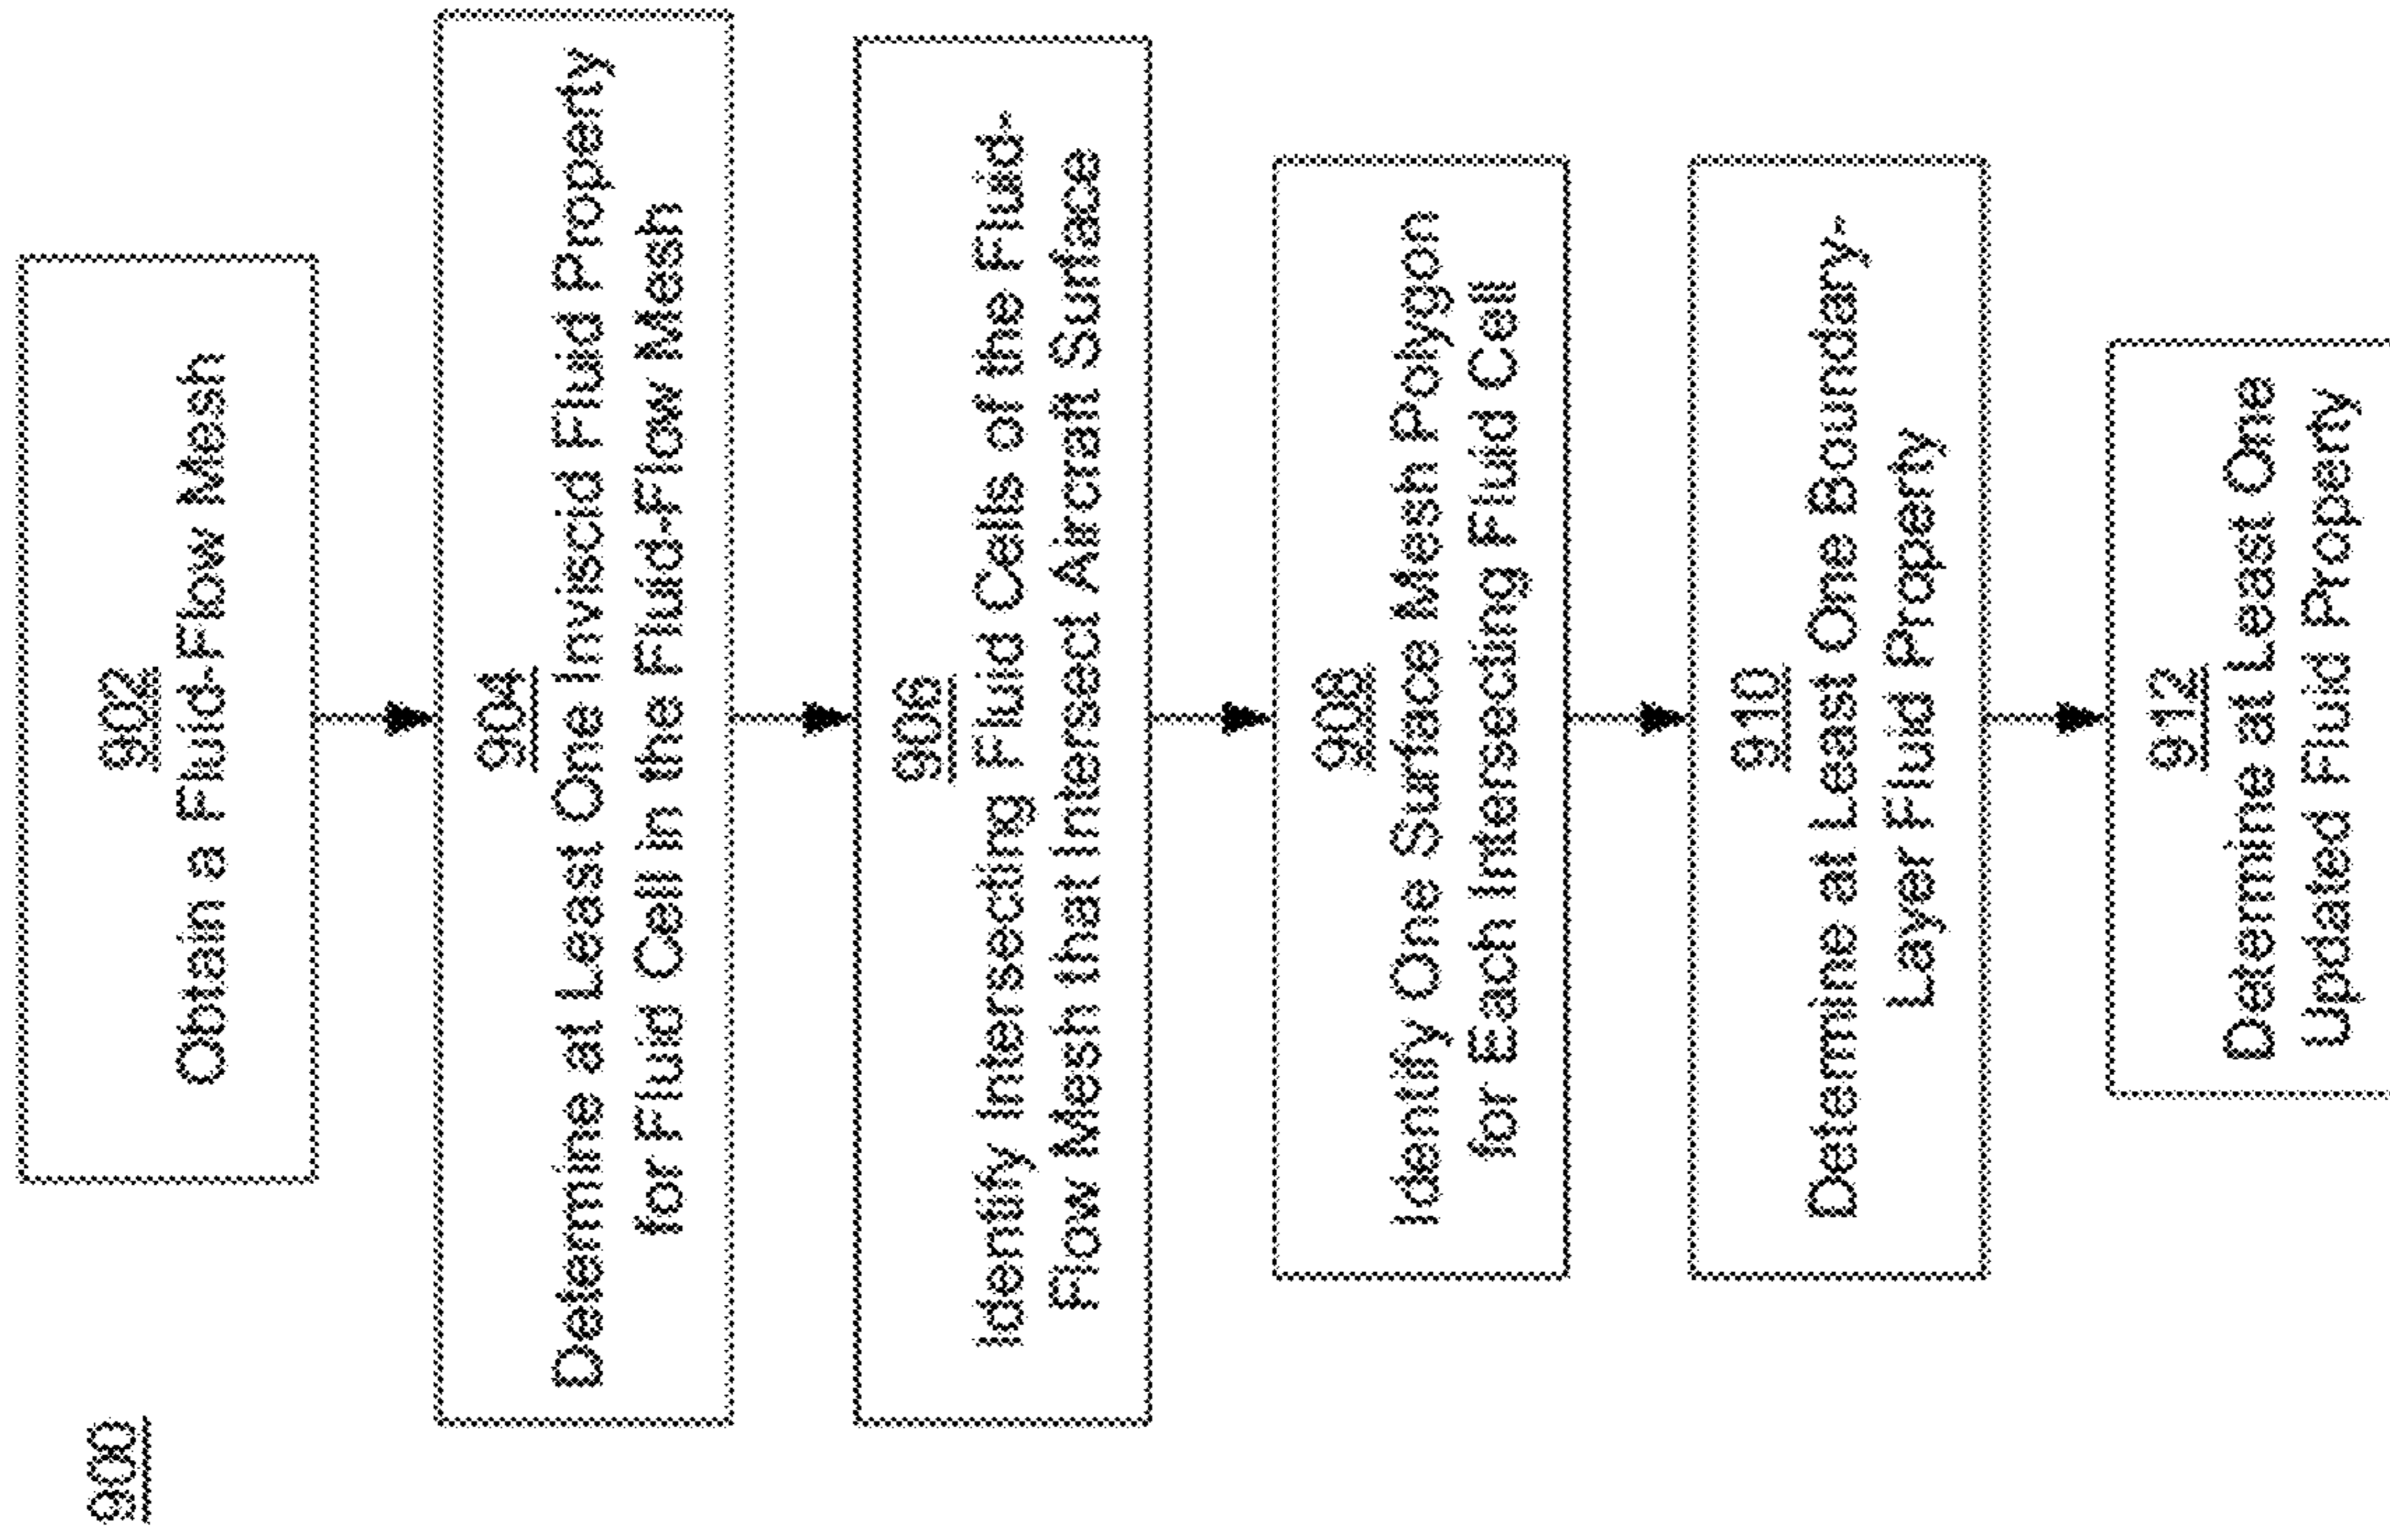 900
902
Obtain a Fluid-Flow Mesh
904
Determine at Least One Inviscid Fluid Property
for Fluid Cell in the Fluid-Flow Mesh
906
Identify Intersecting Fluid Cells of the Fluid-
Flow Mesh that Intersect Aircraft Surface
908
Identify One Surface Mesh Polygon
for Each Intersecting Fluid Cell
910
Determine at Least One Boundary-
Layer Fluid Property
912
Determine at Least One
Updated Fluid Property